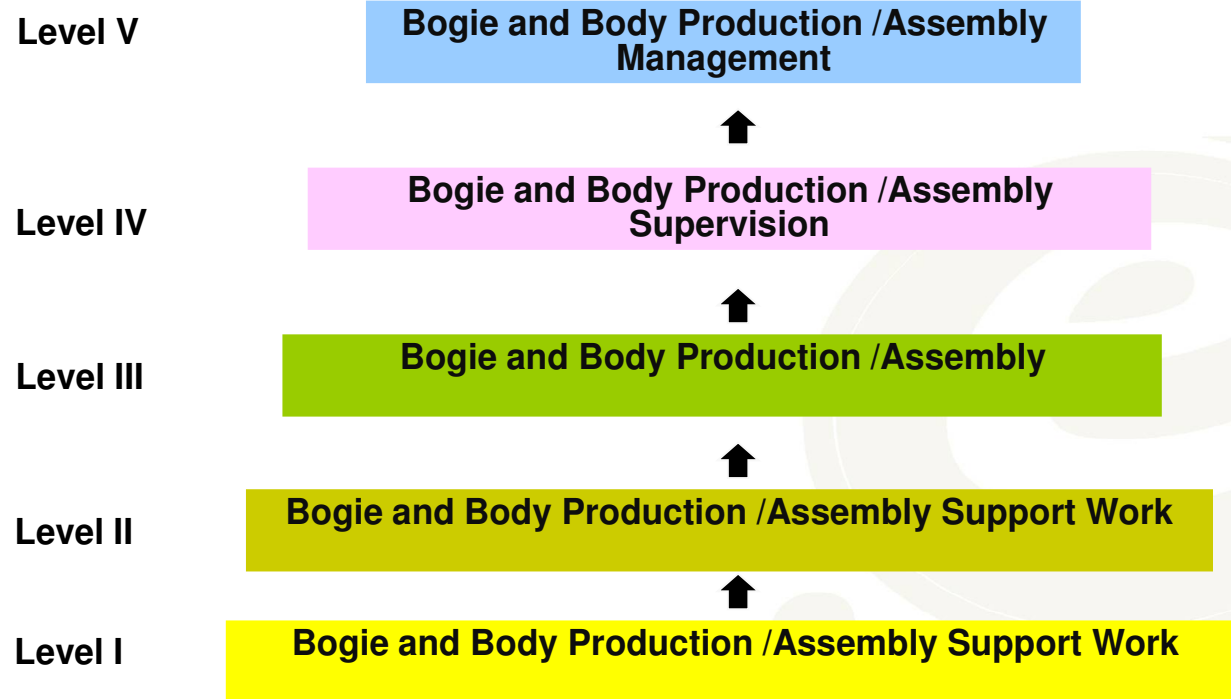 Level V
Bogie and Body Production /Assembly
Management
Level IV
Bogie and Body Production /Assembly
Supervision
Level III
Bogie and Body Production /Assembly
Level II
Bogie and Body Production /Assembly Support Work
Level I
Bogie and Body Production /Assembly Support Work